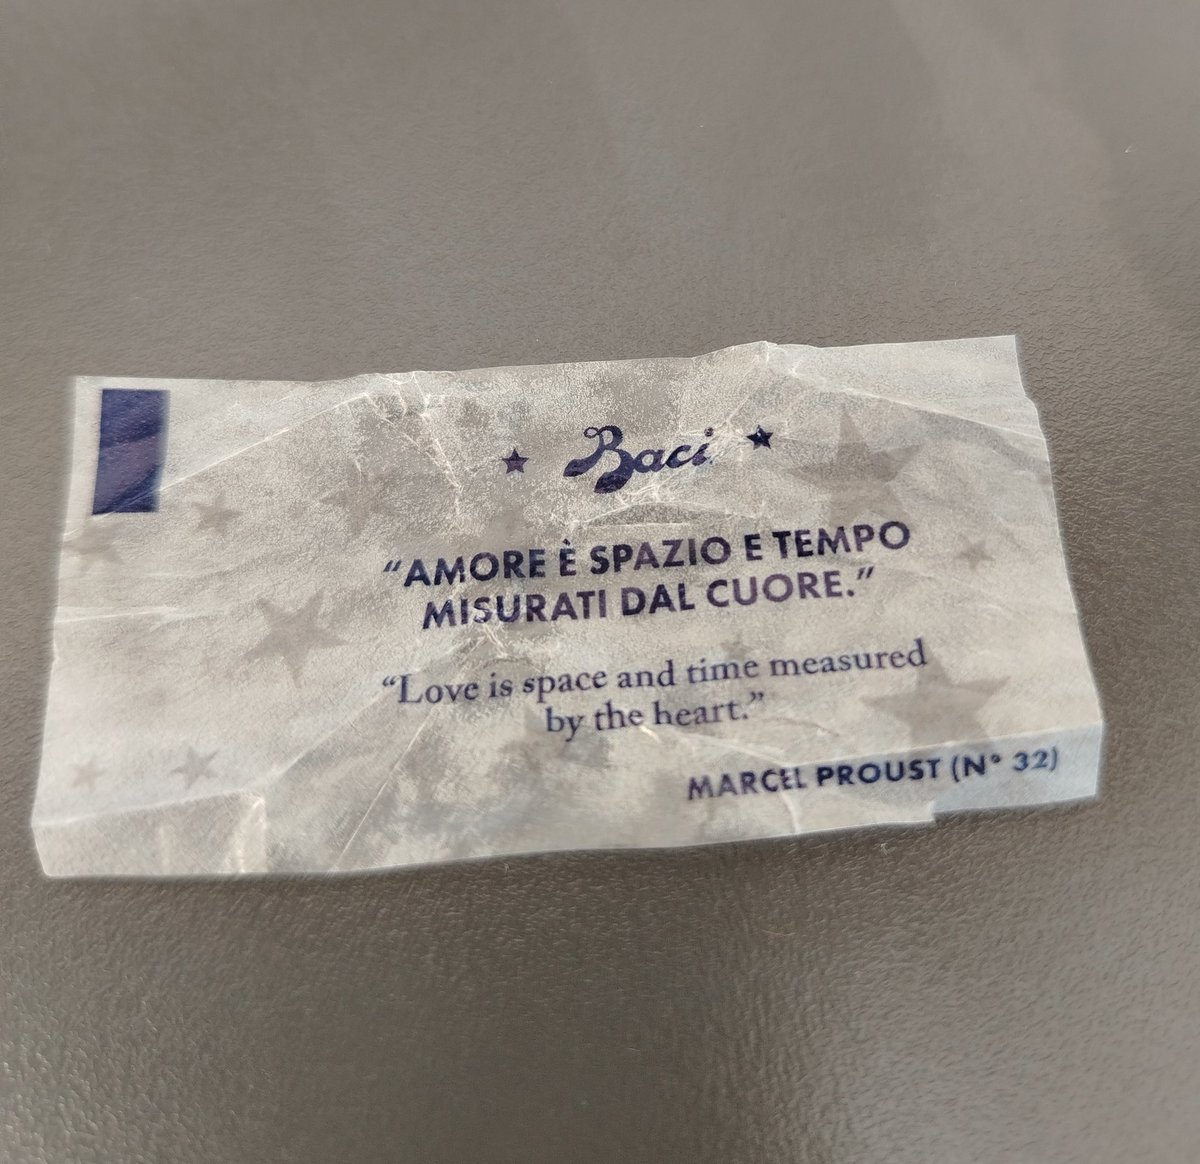 Baci
“AMORE È SPAZIO E TEMPO
MISURATI DAL CUORE.”
“Love is space and time measured
by the heart.”
MARCEL PROUST (N° 32)